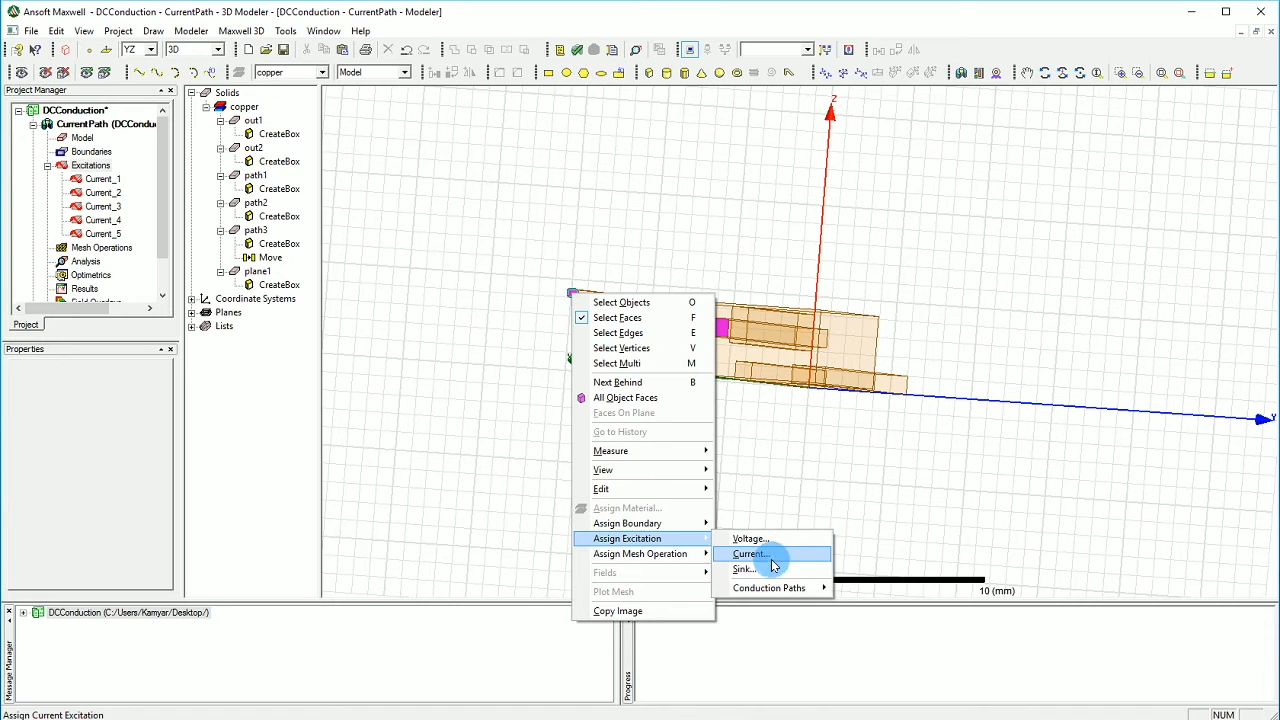 Ansoft Maxwell - DCConduction - CurrentPath - 3D Modeler - [DCConduction - CurrentPath - Modeler]
File Edit View Project Draw Modeler Maxwell 3D Tools Window Help
YZ 3D
copper Model
Project Manager
DCConduction*
CurrentPath (DCCondu
Model
Boundaries
Excitations
Current_1
Current_2
Current_3
Current_4
Current_5
Mesh Operations
Analysis
Optimetrics
Results
Project
Properties
Solids
copper
out1
CreateBox
out2
CreateBox
path1
CreateBox
path2
CreateBox
path3
CreateBox
Move
plane1
CreateBox
Coordinate Systems
Planes
Lists
Z
Select Objects O
Select Faces F
Select Edges E
Select Vertices V
Select Multi M
Next Behind B
All Object Faces
Faces On Plane
Go to History
Measure
View
Edit
Assign Material...
Assign Boundary
Assign Excitation
Assign Mesh Operation
Fields
Plot Mesh
Copy Image
Voltage...
Current...
Sink...
Conduction Paths
10 (mm)
DCConduction (C:/Users/Kamyar/Desktop/)
Message Manager
Progress
Assign Current Excitation
NUM